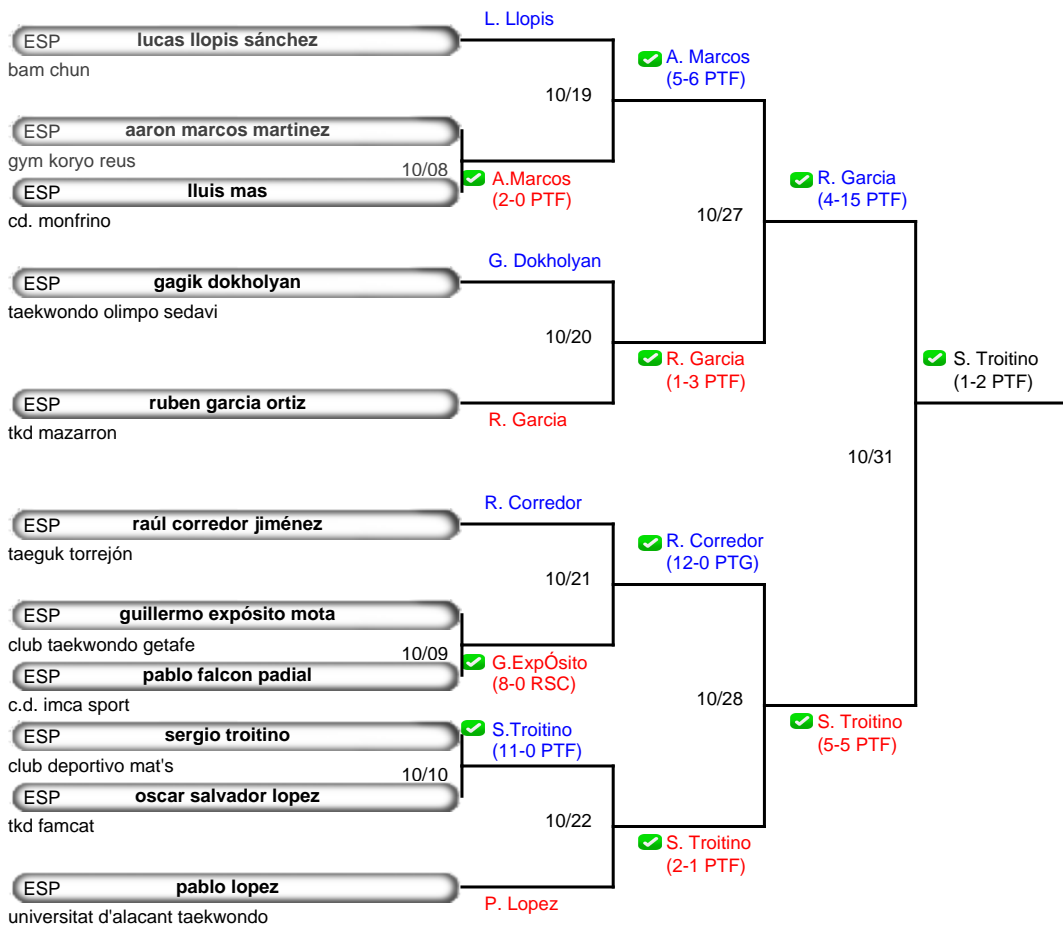 L. Llopis
ESP lucas llopis sánchez
bam chun
A. Marcos
(5-6 PTF)
10/19
ESP aaron marcos martinez
gym koryo reus
10/08
A.Marcos
(2-0 PTF)
ESP lluis mas
cd. monfrino
R. Garcia
(4-15 PTF)
10/27
G. Dokholyan
ESP gagik dokholyan
taekwondo olimpo sedavi
10/20
R. Garcia
(1-3 PTF)
S. Troitino
(1-2 PTF)
ESP ruben garcia ortiz
tkd mazarron
R. Garcia
10/31
R. Corredor
ESP raúl corredor jiménez
taeguk torrejón
R. Corredor
(12-0 PTG)
10/21
ESP guillermo expósito mota
club taekwondo getafe
10/09
G.ExpÓsito
(8-0 RSC)
ESP pablo falcon padial
c.d. imca sport
10/28
S. Troitino
(5-5 PTF)
ESP sergio troitino
club deportivo mat's
S.Troitino
(11-0 PTF)
10/10
ESP oscar salvador lopez
tkd famcat
10/22
S. Troitino
(2-1 PTF)
ESP pablo lopez
universitat d'alacant taekwondo
P. Lopez